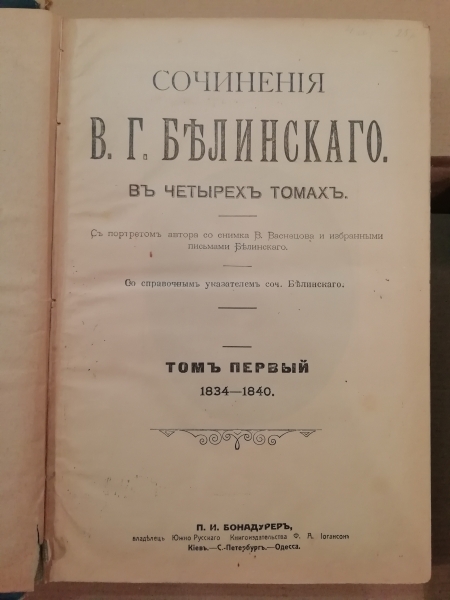 СОЧИНЕНІЯ
В. Г. БѢЛИНСКАГО.
ВЪ ЧЕТЫРЕХЪ ТОМАХЪ.
Съ портретомъ автора со снимка В. Васнецова и избранными
письмами Бѣлинскаго.
Со справочнымъ указателемъ соч. Бѣлинскаго.
ТОМЪ ПЕРВЫЙ
1834—1840.
П. И. БОНАДУРЕРЪ,
владѣлецъ Южно-Русскаго Книгоиздательства Ф. А. Іогансонъ
Кіевъ.—С.-Петербургъ.—Одесса.